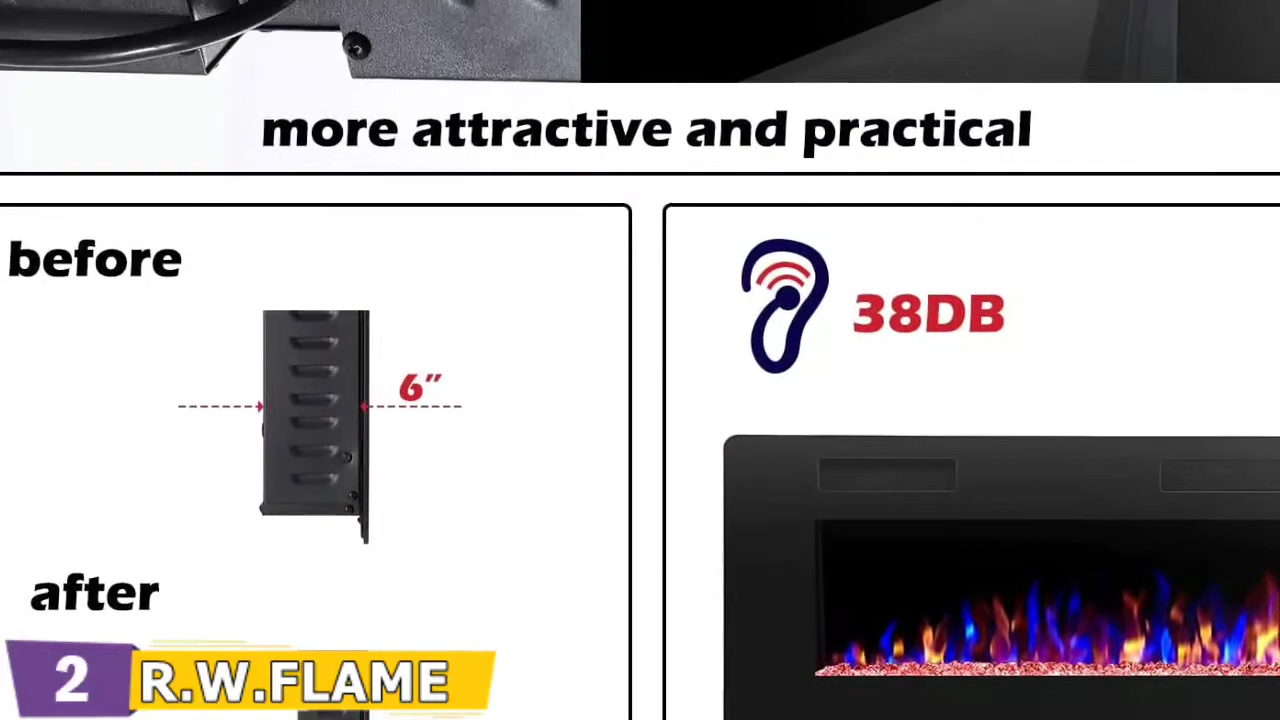 more attractive and practical
before
6"
after
38DB
2 R.W.FLAME